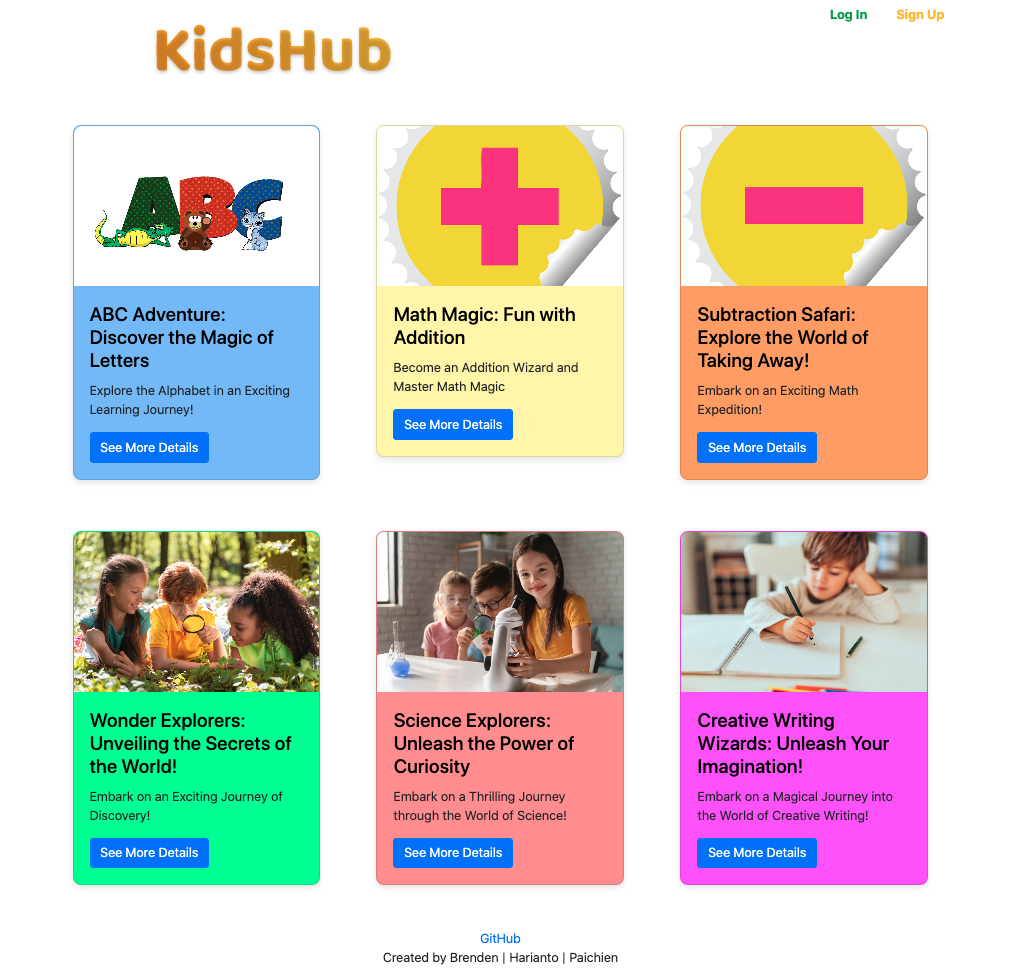 Log In Sign Up
KidsHub
ABC
ABC Adventure:
Discover the Magic of
Letters
Explore the Alphabet in an Exciting
Learning Journey!
See More Details
Math Magic: Fun with
Addition
Become an Addition Wizard and
Master Math Magic
See More Details
Subtraction Safari:
Explore the World of
Taking Away!
Embark on an Exciting Math
Expedition!
See More Details
Wonder Explorers:
Unveiling the Secrets of
the World!
Embark on an Exciting Journey of
Discovery!
See More Details
Science Explorers:
Unleash the Power of
Curiosity
Embark on a Thrilling Journey
through the World of Science!
See More Details
Creative Writing
Wizards: Unleash Your
Imagination!
Embark on a Magical Journey into
the World of Creative Writing!
See More Details
GitHub
Created by Brenden | Harianto | Paichien